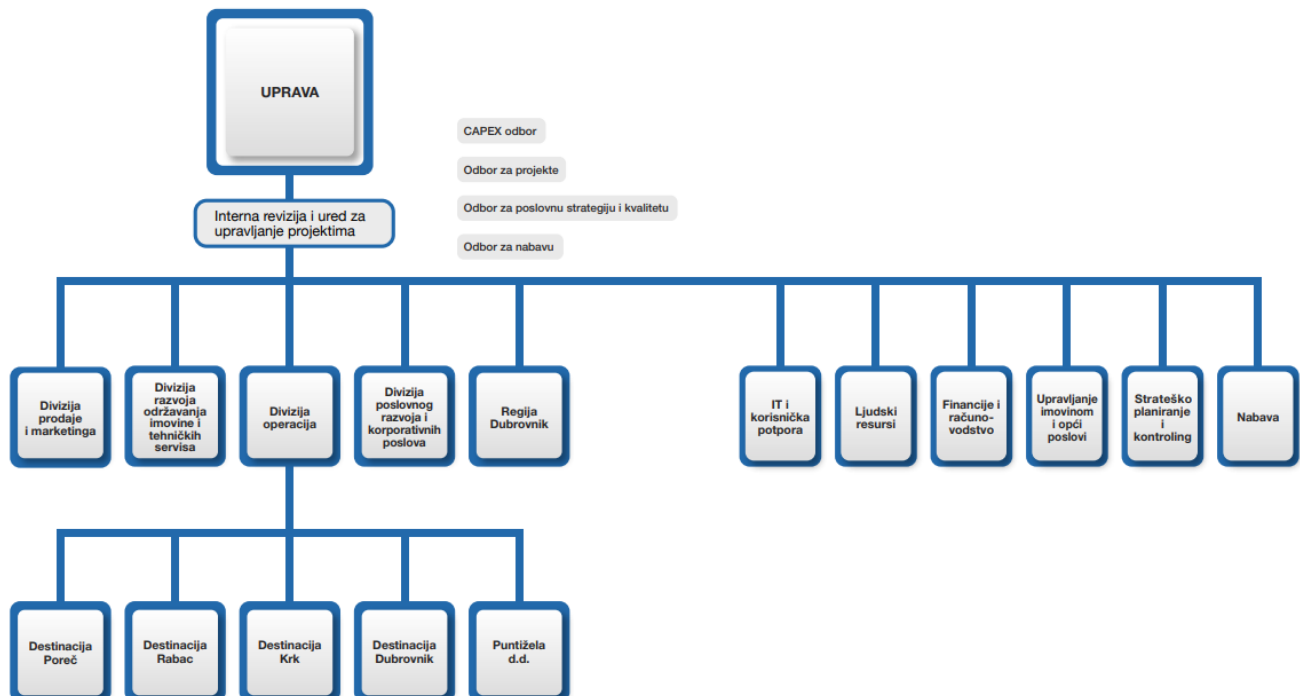 UPRAVA
CAPEX odbor
Odbor za projekte
Interna revizija i ured za
upravljanje projektima
Odbor za poslovnu strategiju i kvalitetu
Odbor za nabavu
Divizija
prodaje
i marketinga
Divizija
razvoja
održavanja
imovine i
tehničkih
servisa
Divizija
operacija
Divizija
poslovnog
razvoja i
korporativnih
poslova
Regija
Dubrovnik
IT i
korisnička
potpora
Ljudski
resursi
Financije i
računo-
vodstvo
Upravljanje
imovinom
i opći
poslovi
Strateško
planiranje
i
kontroling
Nabava
Destinacija
Poreč
Destinacija
Rabac
Destinacija
Krk
Destinacija
Dubrovnik
Puntižela
d.d.